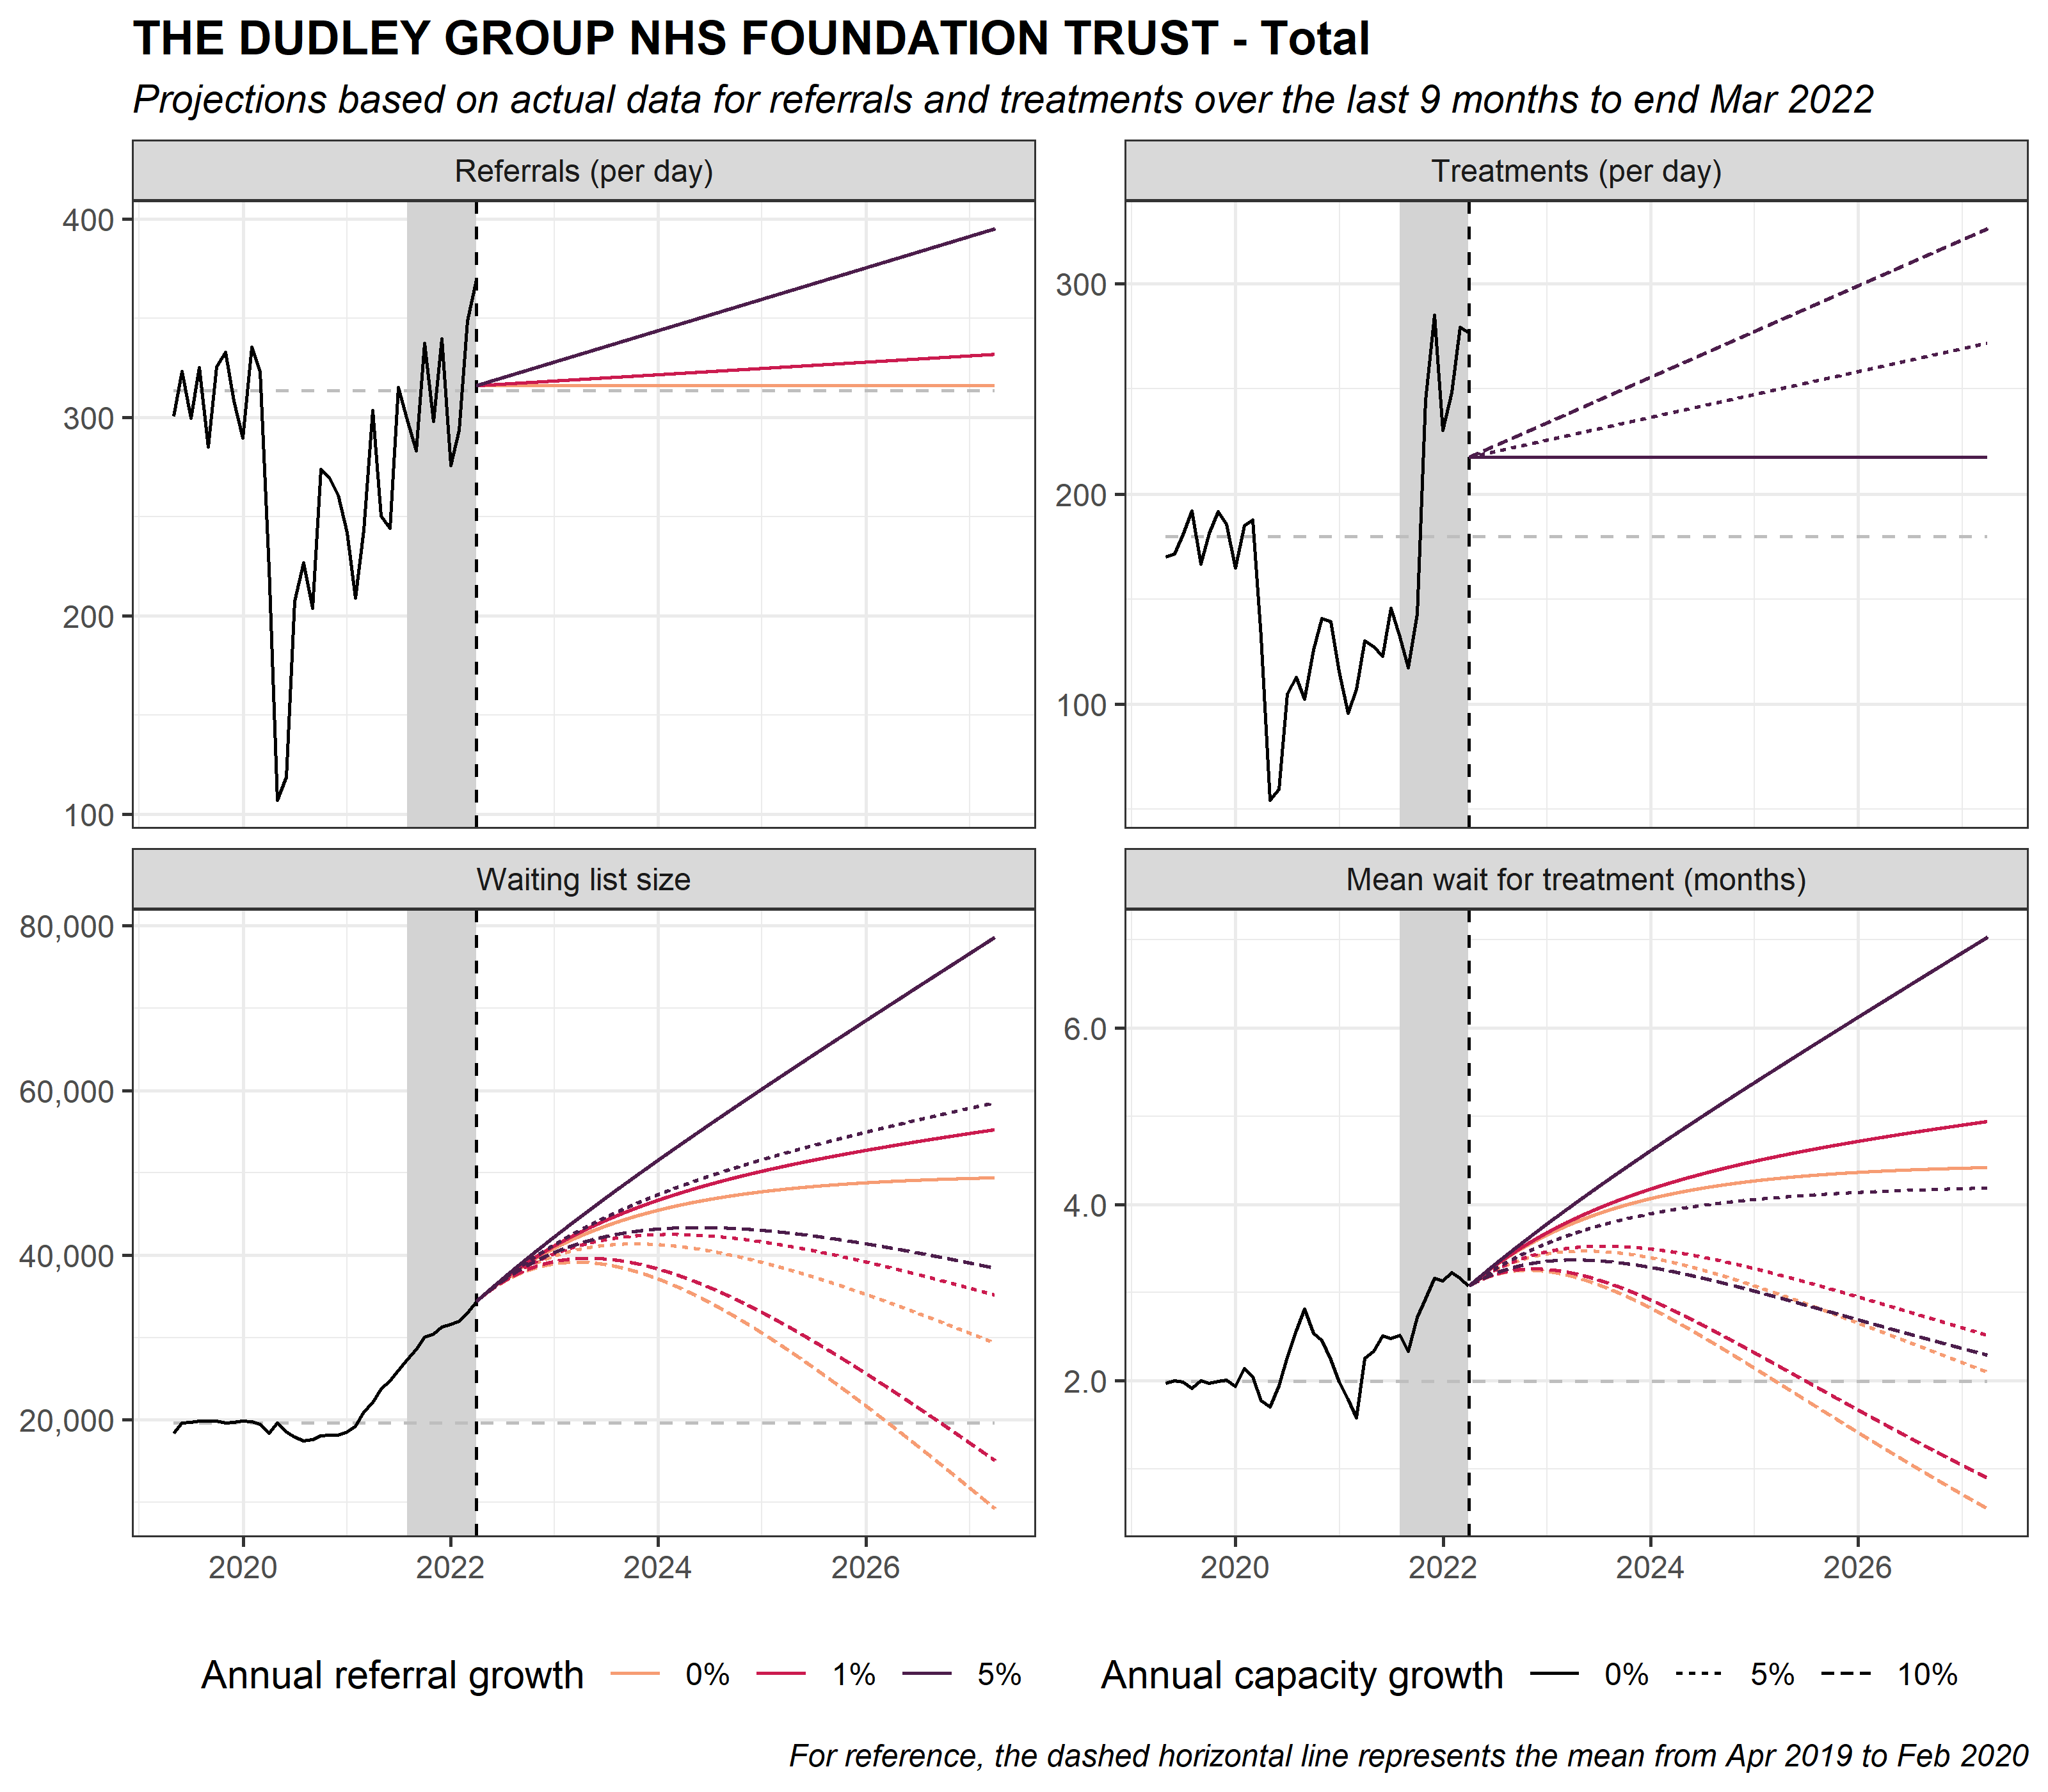 THE DUDLEY GROUP NHS FOUNDATION TRUST - Total
Projections based on actual data for referrals and treatments over the last 9 months to end Mar 2022
Referrals (per day)
400
300
200
100
Treatments (per day)
300
200
100
Waiting list size
80,000
60,000
40,000
20,000
2020 2022 2024 2026
Mean wait for treatment (months)
6.0
4.0
2.0
2020 2022 2024 2026
Annual referral growth 0% 1% 5%
Annual capacity growth 0% 5% 10%
For reference, the dashed horizontal line represents the mean from Apr 2019 to Feb 2020